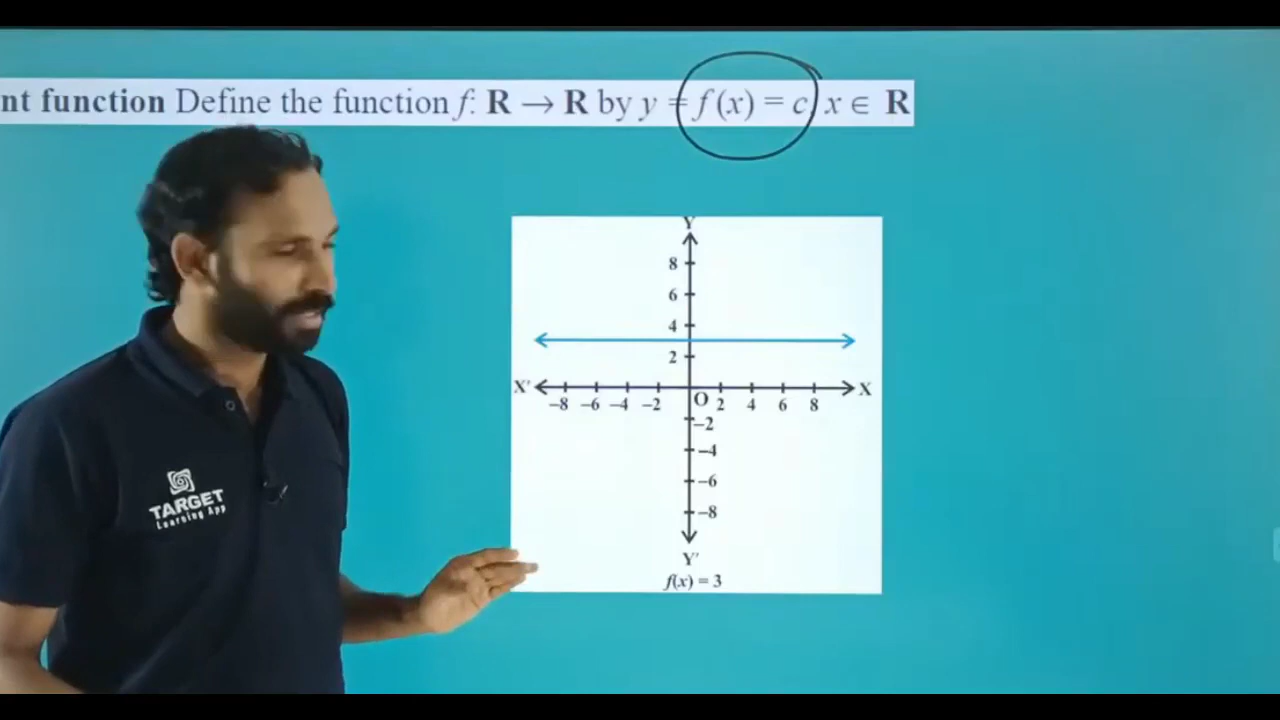 nt function Define the function f: R → R by y = f(x) = c, x ∈ R
Y
8
6
4
2
X' X
–8 –6 –4 –2 O 2 4 6 8
–2
–4
–6
–8
Y'
f(x) = 3
TARGET
Learning App